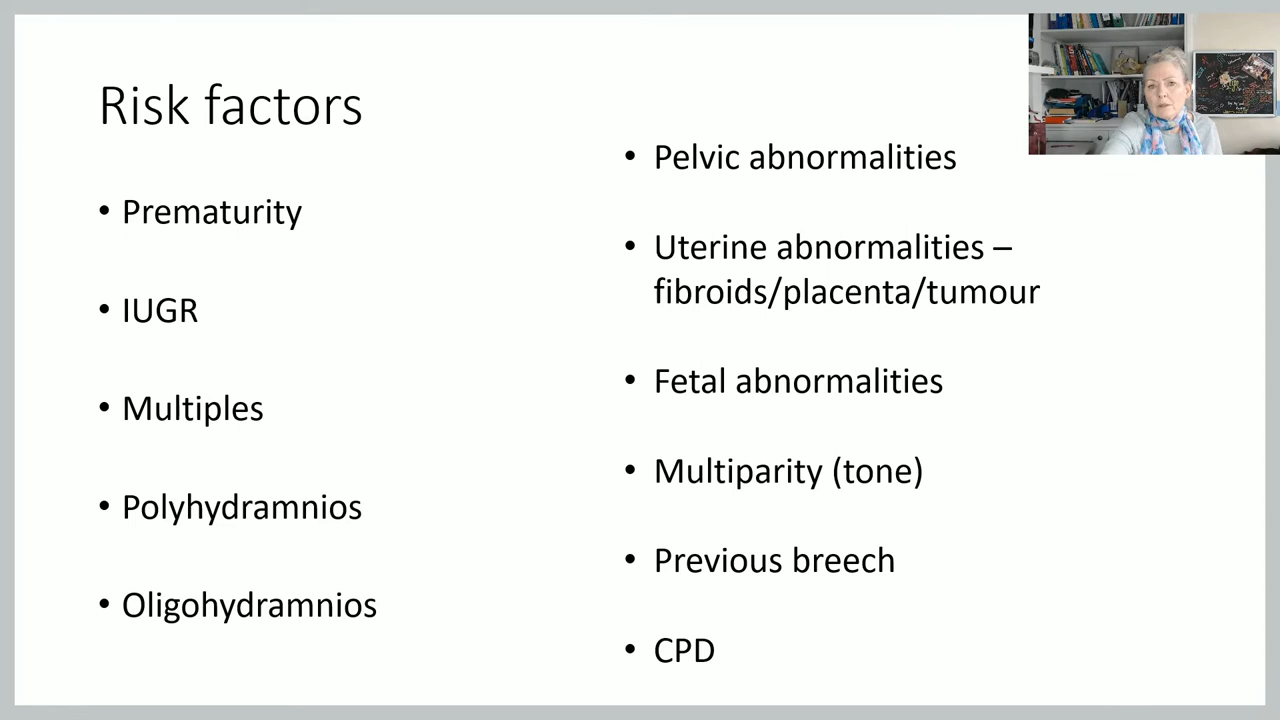 Risk factors
• Prematurity
• IUGR
• Multiples
• Polyhydramnios
• Oligohydramnios
• Pelvic abnormalities
• Uterine abnormalities –
fibroids/placenta/tumour
• Fetal abnormalities
• Multiparity (tone)
• Previous breech
• CPD